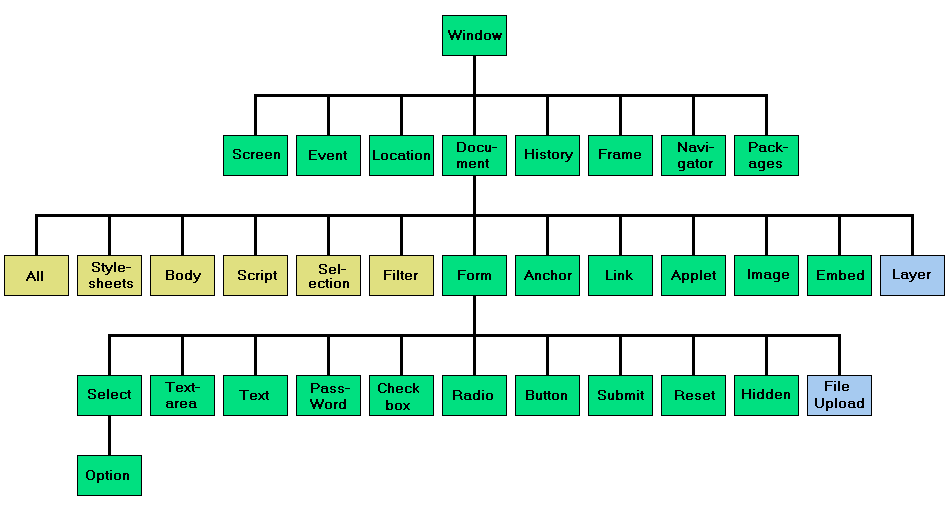 Window
Screen
Event
Location
Docu-
ment
History
Frame
Navi-
gator
Pack-
ages
All
Style-
sheets
Body
Script
Sel-
ection
Filter
Form
Anchor
Link
Applet
Image
Embed
Layer
Select
Text-
area
Text
Pass-
Word
Check
box
Radio
Button
Submit
Reset
Hidden
File
Upload
Option